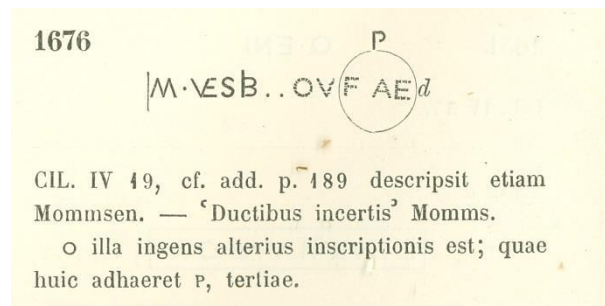 1676
P
M·VESB..OVF AED
CIL. IV 19, cf. add. p. 189 descripsit etiam
Mommsen. — ‘Ductibus incertis’ Momms.
O illa ingens alterius inscriptionis est; quae
huic adhaeret P, tertiae.